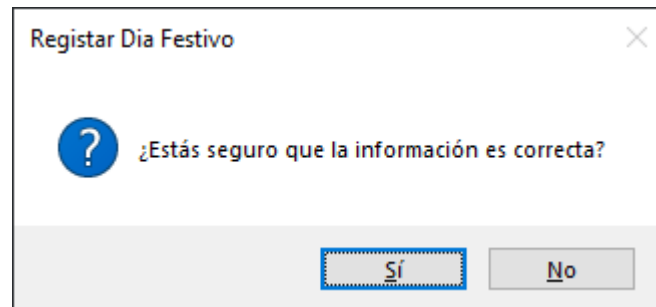 Registar Dia Festivo
¿Estás seguro que la información es correcta?
Sí
No